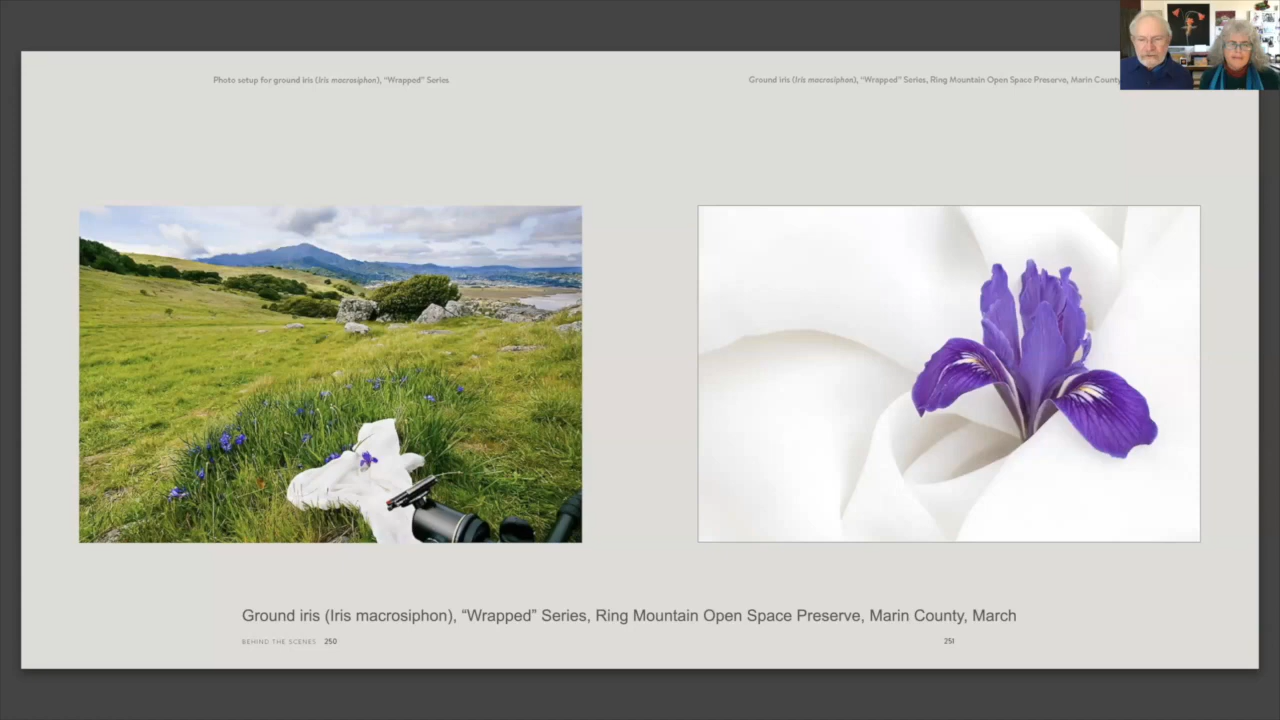 Photo setup for ground iris (Iris macrosiphon), “Wrapped” Series
Ground iris (Iris macrosiphon), “Wrapped” Series, Ring Mountain Open Space Preserve, Marin County
Ground iris (Iris macrosiphon), “Wrapped” Series, Ring Mountain Open Space Preserve, Marin County, March
BEHIND THE SCENES 250
251